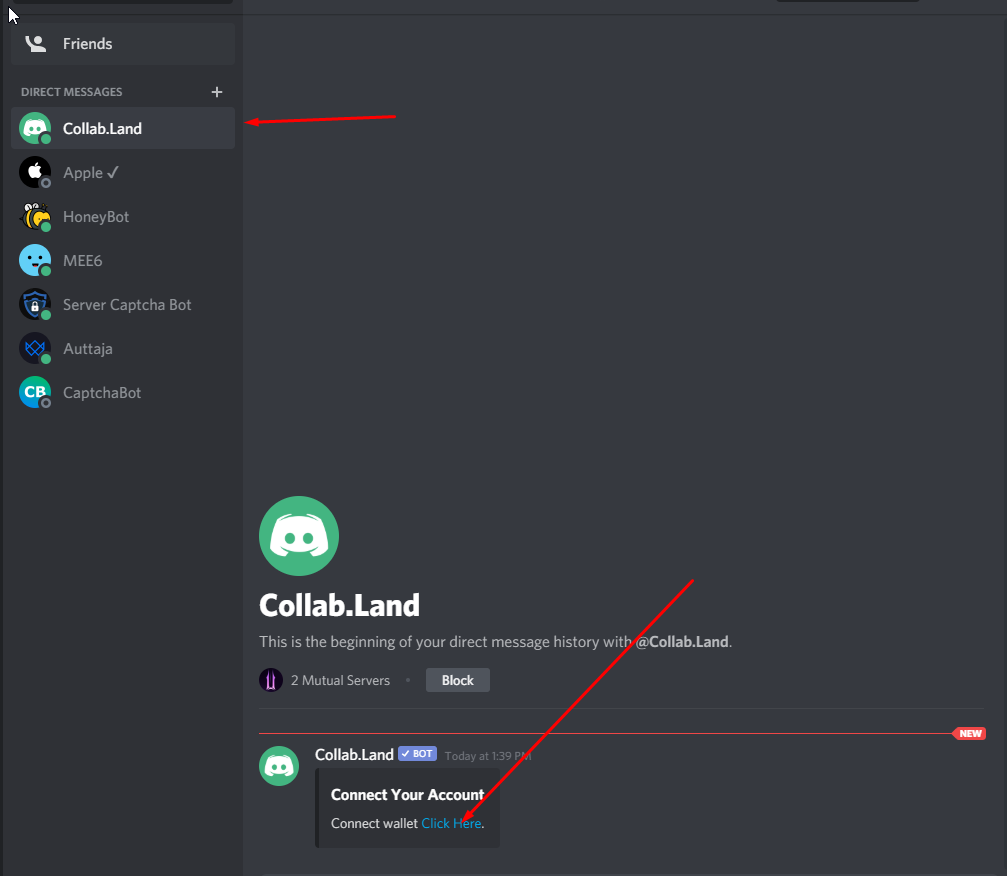 Friends
DIRECT MESSAGES +
Collab.Land
Apple ✓
HoneyBot
MEE6
Server Captcha Bot
Auttaja
CB CaptchaBot
Collab.Land
This is the beginning of your direct message history with @Collab.Land.
2 Mutual Servers • Block
NEW
Collab.Land ✓ BOT Today at 1:39 PM
Connect Your Account
Connect wallet Click Here.